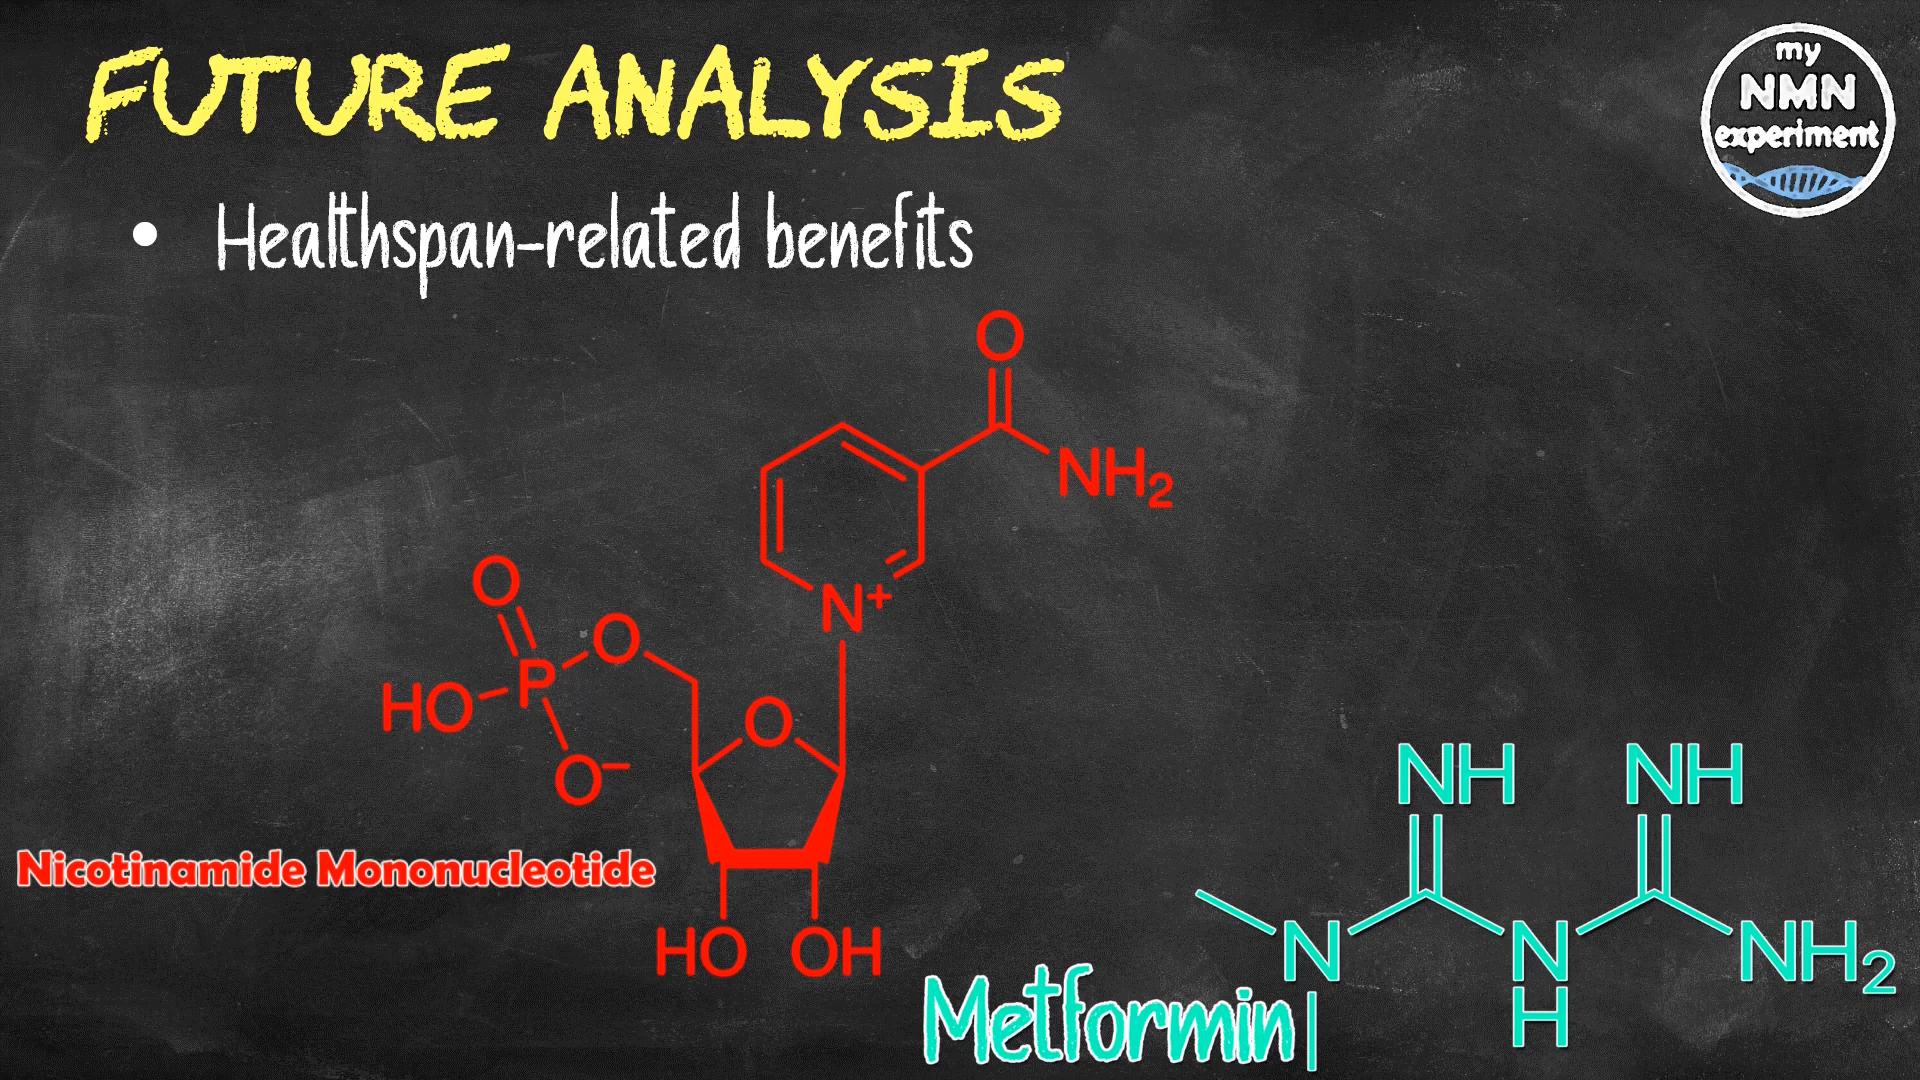 FUTURE ANALYSIS
my
NMN
experiment
• Healthspan-related benefits
O
NH₂
N⁺
O
O
P
HO
O⁻
O
Nicotinamide Mononucleotide
HO OH
NH NH
N N NH₂
H
Metformin